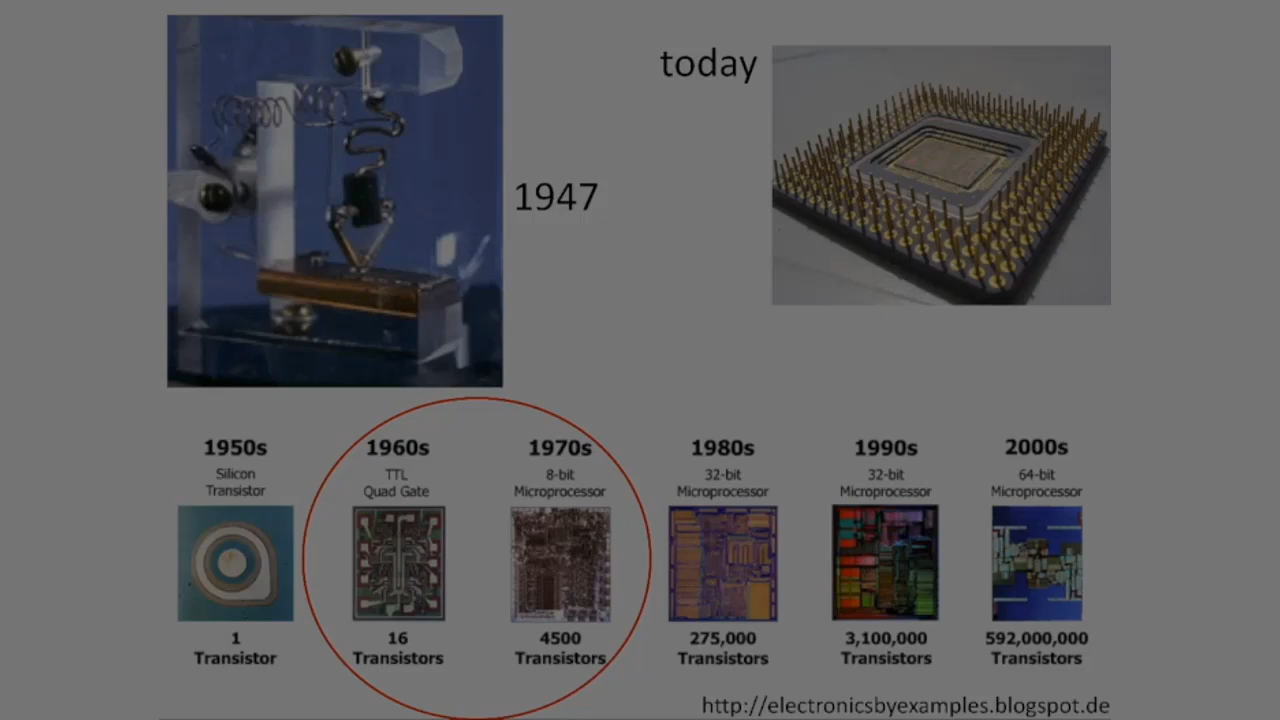 today
1947
1950s
Silicon
Transistor
1
Transistor
1960s
TTL
Quad Gate
16
Transistors
1970s
8-bit
Microprocessor
4500
Transistors
1980s
32-bit
Microprocessor
275,000
Transistors
1990s
32-bit
Microprocessor
3,100,000
Transistors
2000s
64-bit
Microprocessor
592,000,000
Transistors
http://electronicsbyexamples.blogspot.de